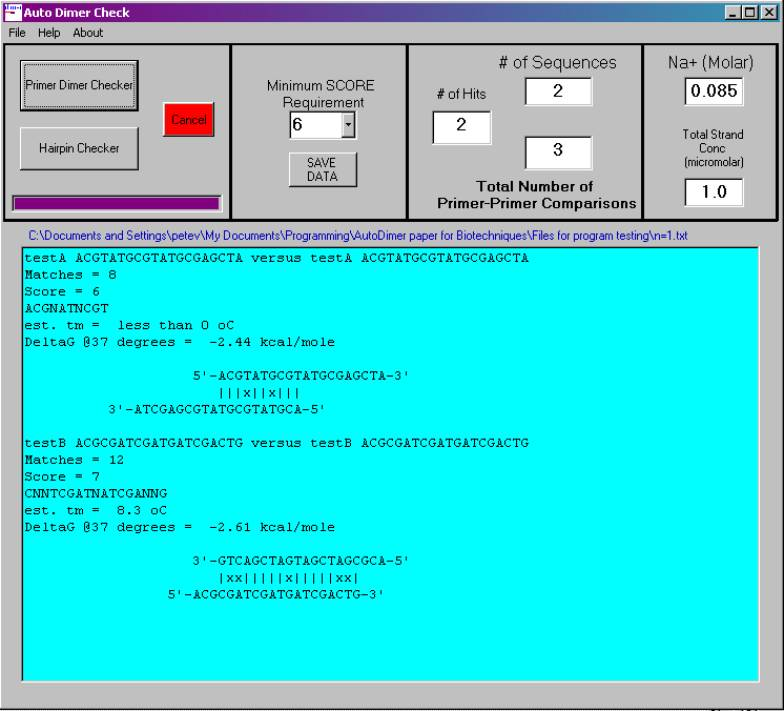 Auto Dimer Check
File Help About
Primer Dimer Checker
Cancel
Hairpin Checker
Minimum SCORE
Requirement
6
SAVE
DATA
# of Sequences
# of Hits
2
2
3
Total Number of
Primer-Primer Comparisons
Na+ (Molar)
0.085
Total Strand
Conc
(micromolar)
1.0
C:\Documents and Settings\petev\My Documents\Programming\AutoDimer paper for Biotechniques\Files for program testing\n=1.txt
testA ACGTATGCGTATGCGAGCTA versus testA ACGTATGCGTATGCGAGCTA
Matches = 8
Score = 6
ACGNATNCGT
est. tm = less than 0 oC
DeltaG @37 degrees = -2.44 kcal/mole
5'-ACGTATGCGTATGCGAGCTA-3'
|||x||x|||
3'-ATCGAGCGTATGCGTATGCA-5'
testB ACGCGATCGATGATCGACTG versus testB ACGCGATCGATGATCGACTG
Matches = 12
Score = 7
CNNTCGATNATCGANNG
est. tm = 8.3 oC
DeltaG @37 degrees = -2.61 kcal/mole
3'-GTCAGCTAGTAGCTAGCGCA-5'
|xx|||||x|||||xx|
5'-ACGCGATCGATGATCGACTG-3'